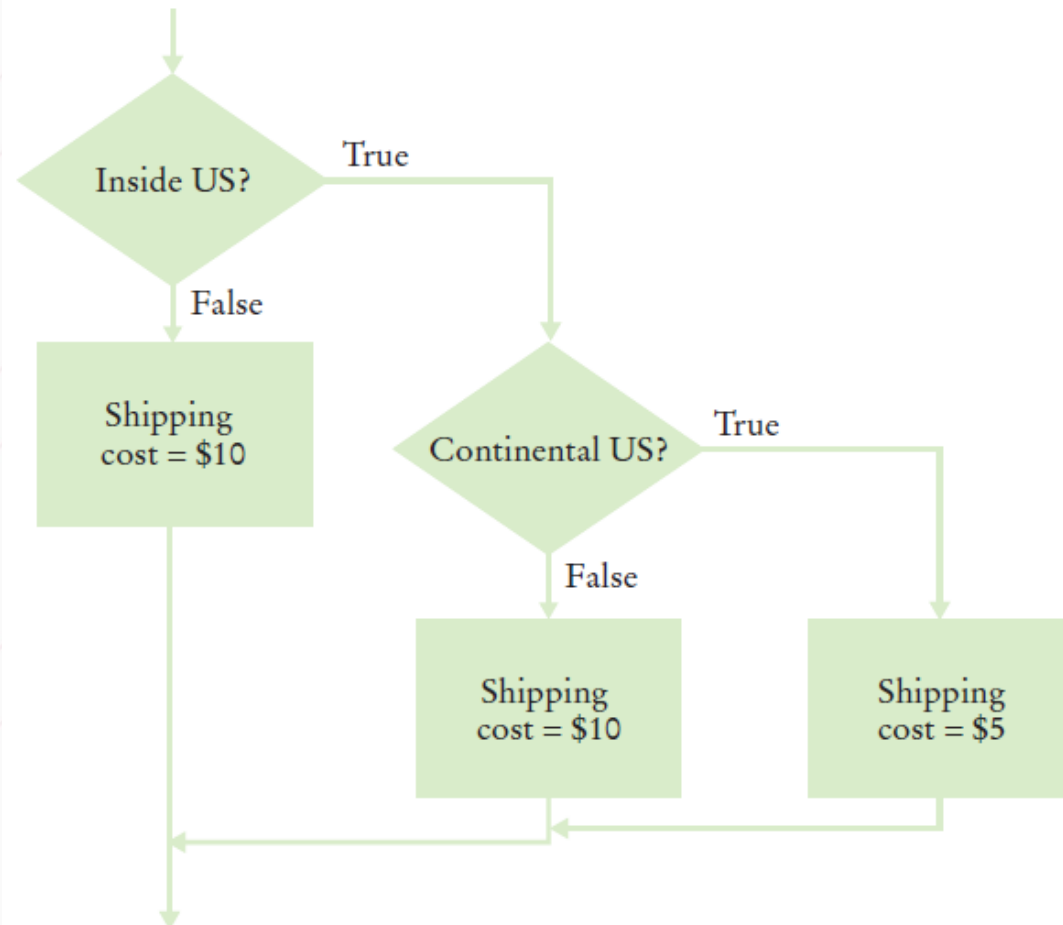 True
Inside US?
False
Shipping
cost = $10
True
Continental US?
False
Shipping
cost = $10
Shipping
cost = $5